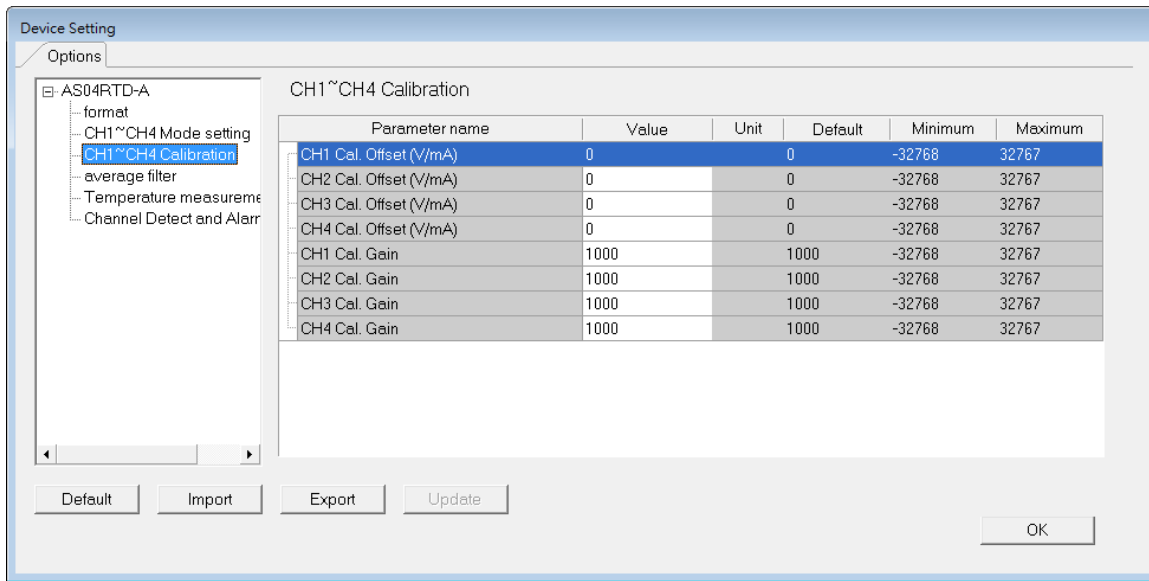 Device Setting
Options
AS04RTD-A
format
CH1~CH4 Mode setting
CH1~CH4 Calibration
average filter
Temperature measureme
Channel Detect and Alarr
CH1~CH4 Calibration
Parameter name Value Unit Default Minimum Maximum
CH1 Cal. Offset (V/mA) 0 0 -32768 32767
CH2 Cal. Offset (V/mA) 0 0 -32768 32767
CH3 Cal. Offset (V/mA) 0 0 -32768 32767
CH4 Cal. Offset (V/mA) 0 0 -32768 32767
CH1 Cal. Gain 1000 1000 -32768 32767
CH2 Cal. Gain 1000 1000 -32768 32767
CH3 Cal. Gain 1000 1000 -32768 32767
CH4 Cal. Gain 1000 1000 -32768 32767
Default Import Export Update
OK